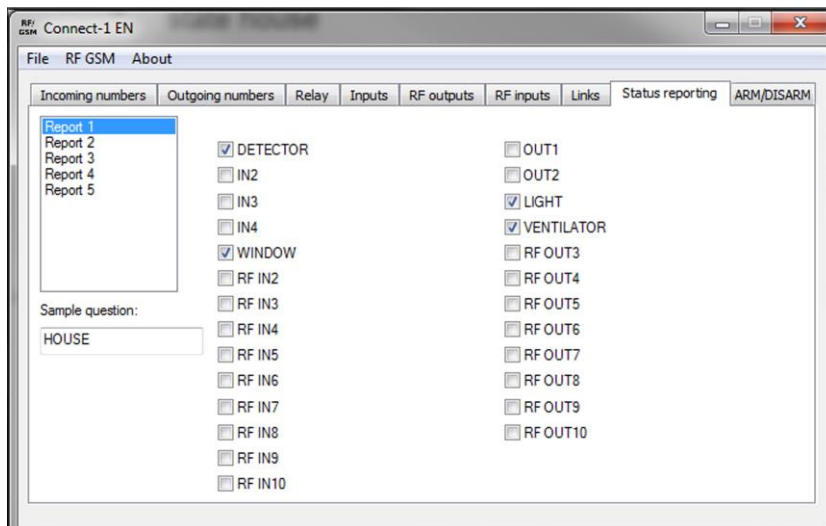 state house
RF/
GSM Connect-1 EN
File RF GSM About
Incoming numbers Outgoing numbers Relay Inputs RF outputs RF inputs Links Status reporting ARM/DISARM
Report 1
Report 2
Report 3
Report 4
Report 5
Sample question:
HOUSE
DETECTOR
IN2
IN3
IN4
WINDOW
RF IN2
RF IN3
RF IN4
RF IN5
RF IN6
RF IN7
RF IN8
RF IN9
RF IN10
OUT1
OUT2
LIGHT
VENTILATOR
RF OUT3
RF OUT4
RF OUT5
RF OUT6
RF OUT7
RF OUT8
RF OUT9
RF OUT10